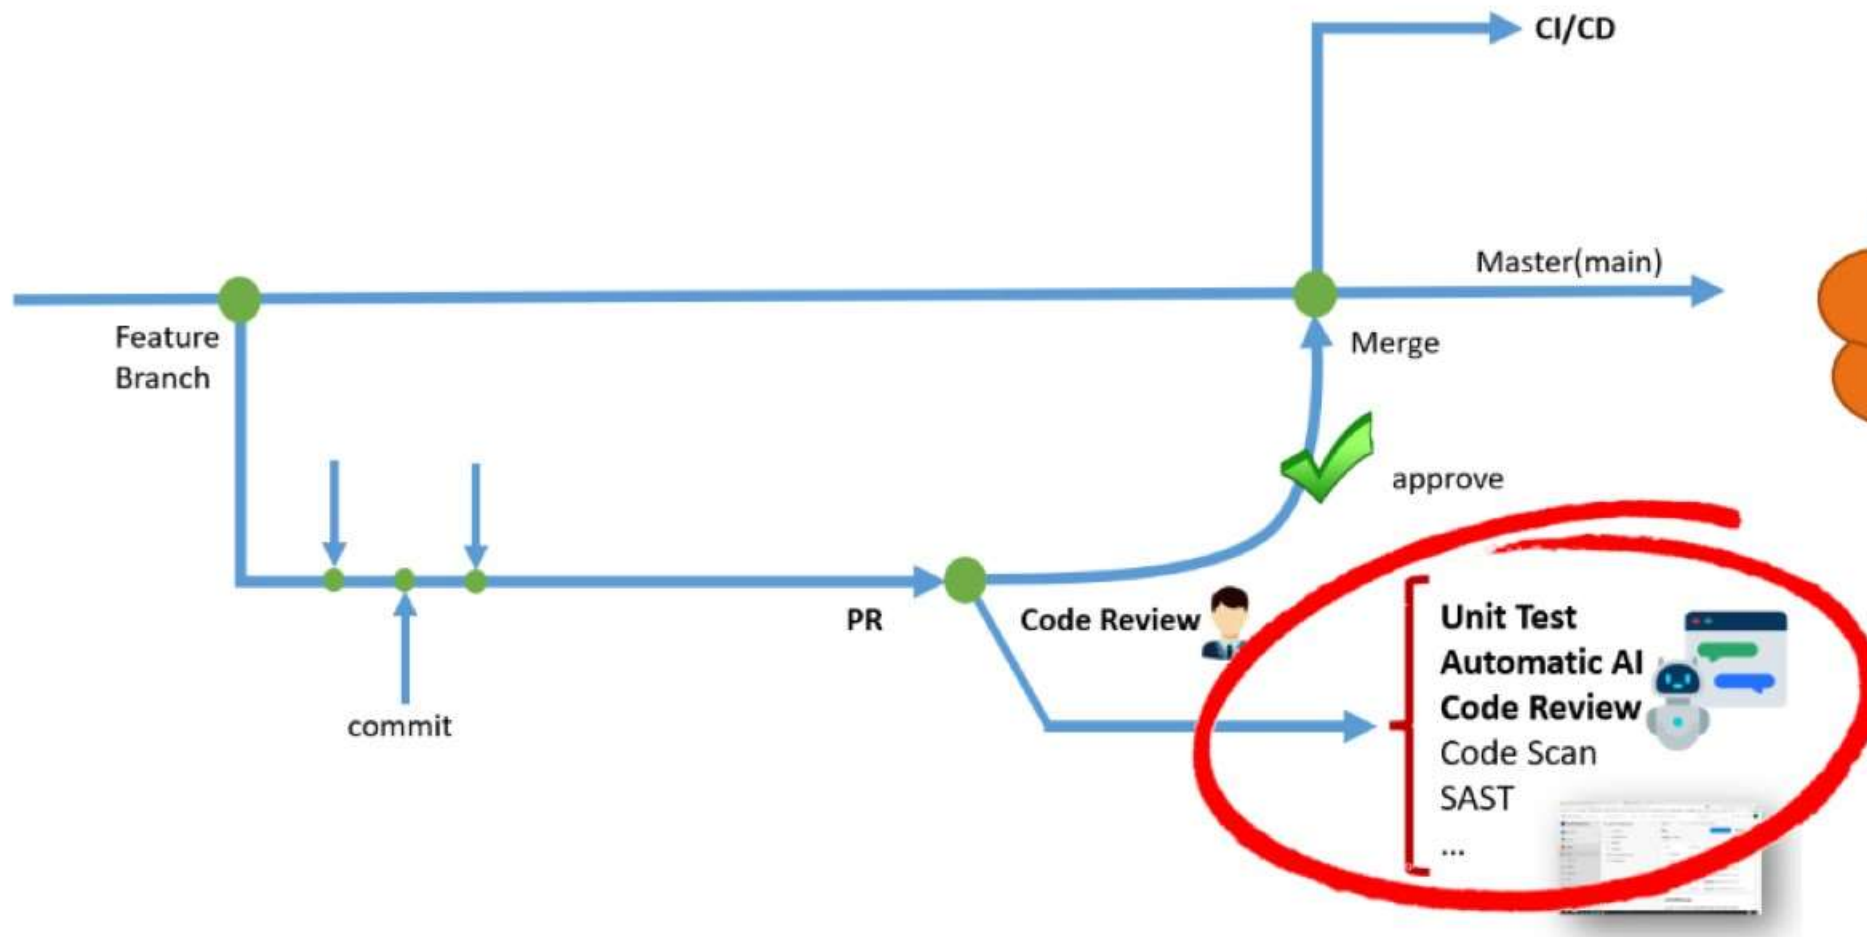 CI/CD
Master(main)
Feature
Branch
Merge
approve
commit
PR
Code Review
Unit Test
Automatic AI
Code Review
Code Scan
SAST
...